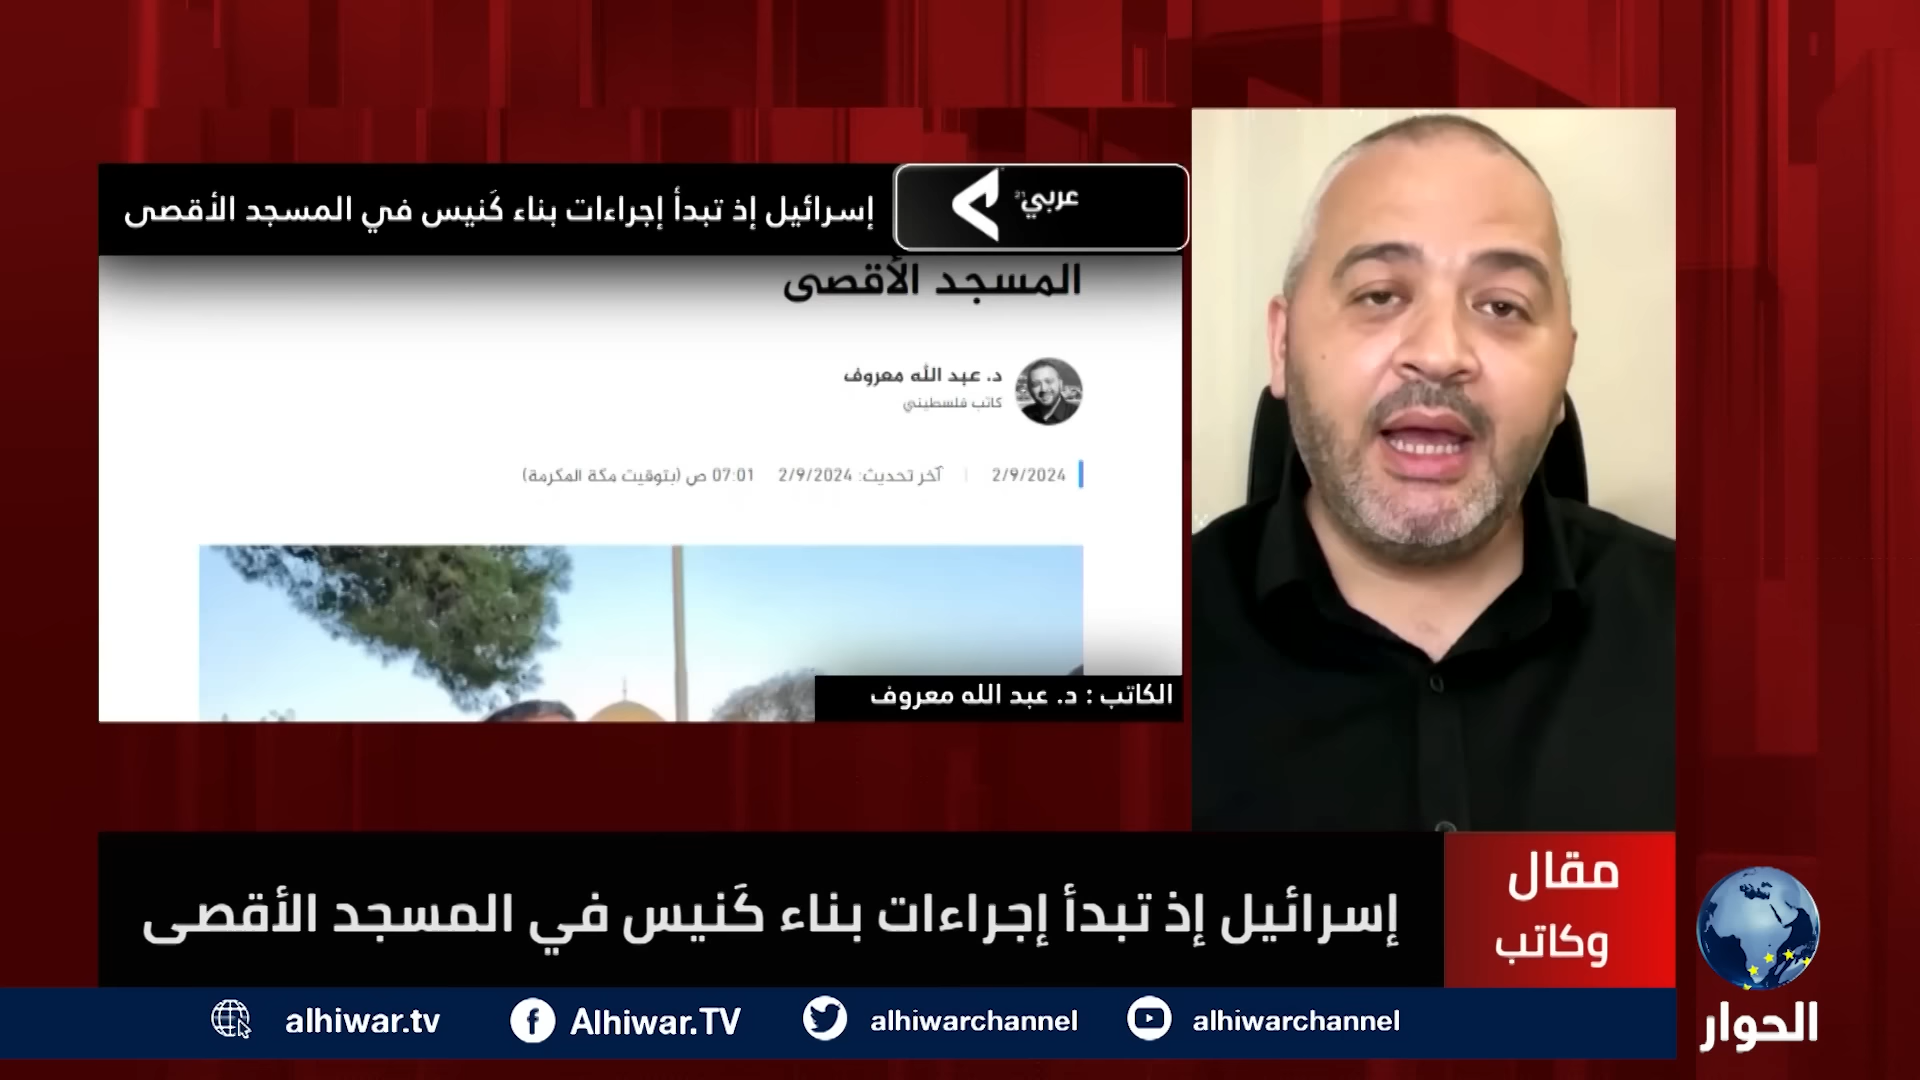 إسرائيل إذ تبدأ إجراءات بناء كَنيس في المسجد الأقصى
عربي21
المسجد الأقصى
د. عبد الله معروف
كاتب فلسطيني
2/9/2024 | آخر تحديث: 2/9/2024 07:01 ص (بتوقيت مكة المكرمة)
الكاتب : د. عبد الله معروف
مقال
وكاتب
إسرائيل إذ تبدأ إجراءات بناء كَنيس في المسجد الأقصى
alhiwar.tv
Alhiwar.TV
alhiwarchannel
alhiwarchannel
الحوار